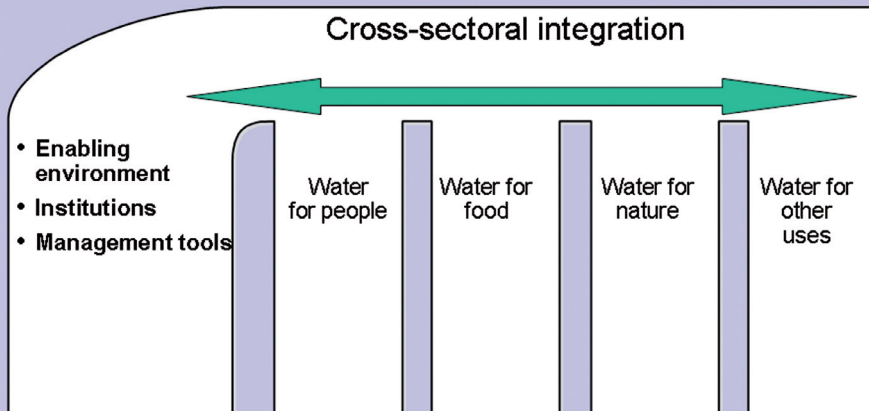 Cross-sectoral integration
• Enabling
environment
• Institutions
• Management tools
Water
for people
Water for
food
Water for
nature
Water for
other
uses